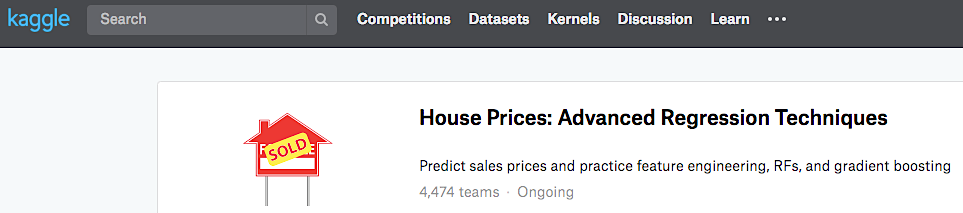 kaggle Search Competitions Datasets Kernels Discussion Learn •••
House Prices: Advanced Regression Techniques
SOLD
Predict sales prices and practice feature engineering, RFs, and gradient boosting
4,474 teams · Ongoing